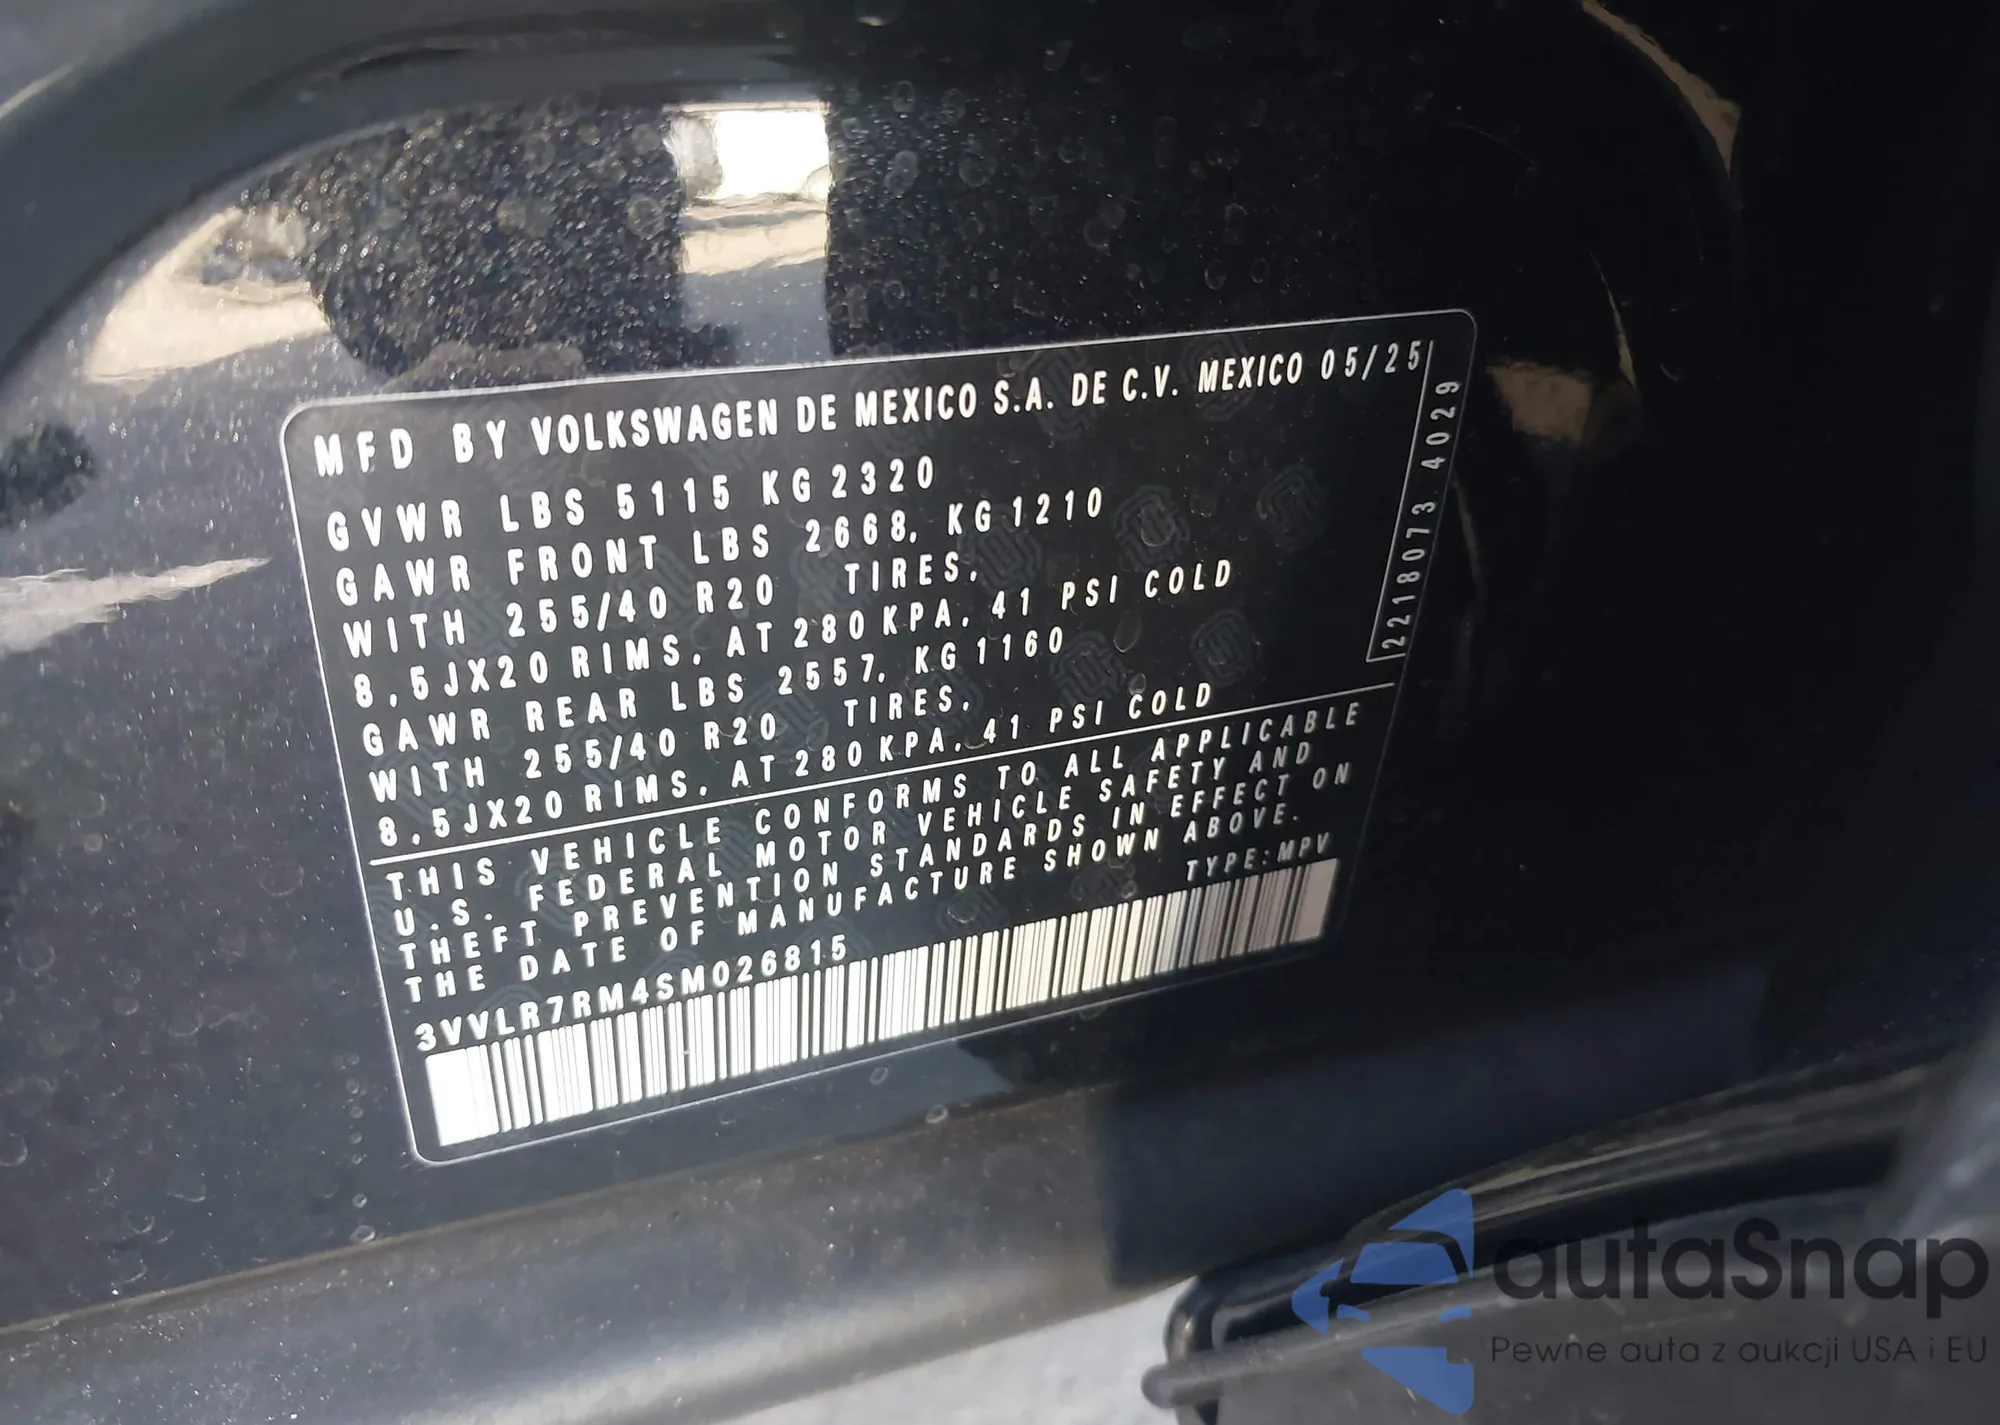 MFD BY VOLKSWAGEN DE MEXICO S.A. DE C.V. MEXICO 05/25
GVWR LBS 5115 KG 2320
GAWR FRONT LBS 2668, KG 1210
WITH 255/40 R20 TIRES,
8,5JX20 RIMS, AT 280 KPA, 41 PSI COLD
GAWR REAR LBS 2557, KG 1160
WITH 255/40 R20 TIRES,
8,5JX20 RIMS, AT 280 KPA, 41 PSI COLD
2218073 4029
THIS VEHICLE CONFORMS TO ALL APPLICABLE
U.S. FEDERAL MOTOR VEHICLE SAFETY AND
THEFT PREVENTION STANDARDS IN EFFECT ON
THE DATE OF MANUFACTURE SHOWN ABOVE.
TYPE:MPV
3VVLR7RM4SM026815
autaSnap
Pewne auta z aukcji USA i EU